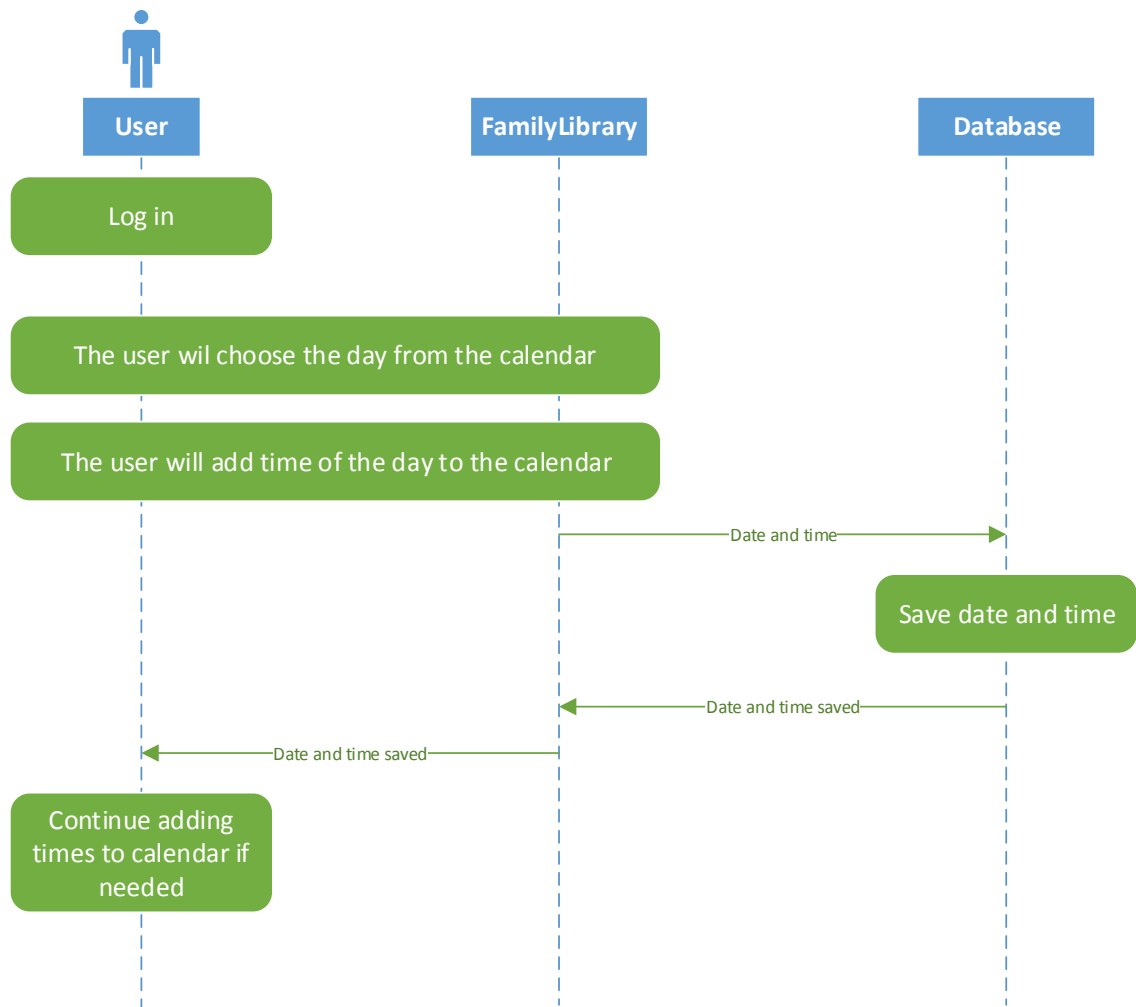 User
FamilyLibrary
Database
Log in
The user wil choose the day from the calendar
The user will add time of the day to the calendar
Date and time
Save date and time
Date and time saved
Date and time saved
Continue adding
times to calendar if
needed